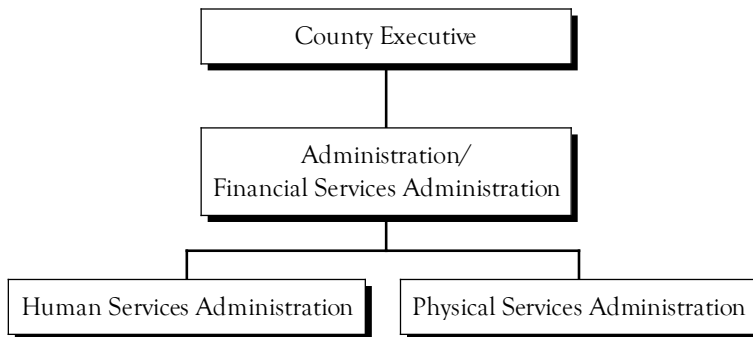 County Executive
Administration/
Financial Services Administration
Human Services Administration
Physical Services Administration